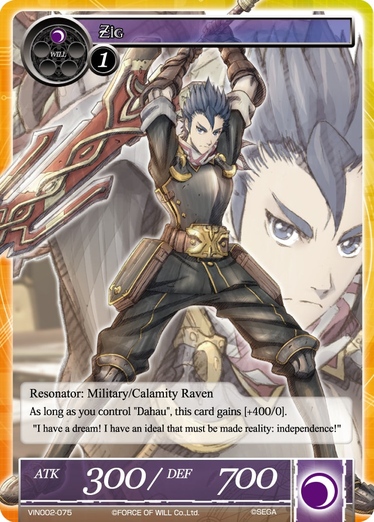 Zig
WILL
1
Resonator: Military/Calamity Raven
As long as you control "Dahau", this card gains [+400/0].
"I have a dream! I have an ideal that must be made reality: independence!"
ATK 300/ DEF 700
VIN002-075 ©FORCE OF WILL Co.,Ltd. ©SEGA